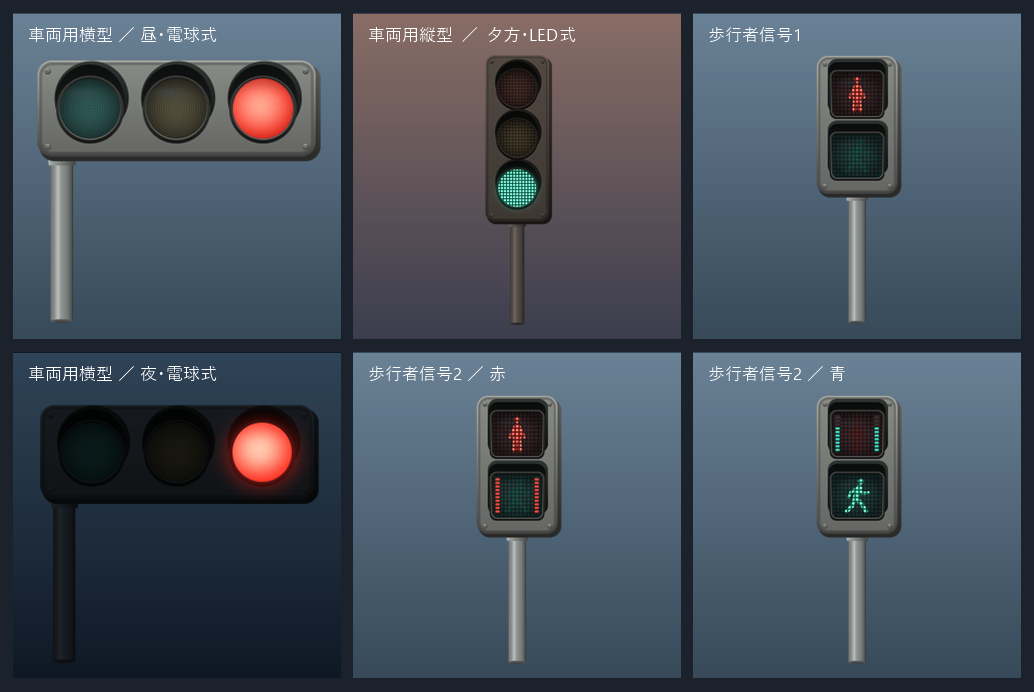 車両用横型 ／ 昼･電球式
車両用縦型 ／ 夕方･LED式
歩行者信号1
車両用横型 ／ 夜･電球式
歩行者信号2 ／ 赤
歩行者信号2 ／ 青